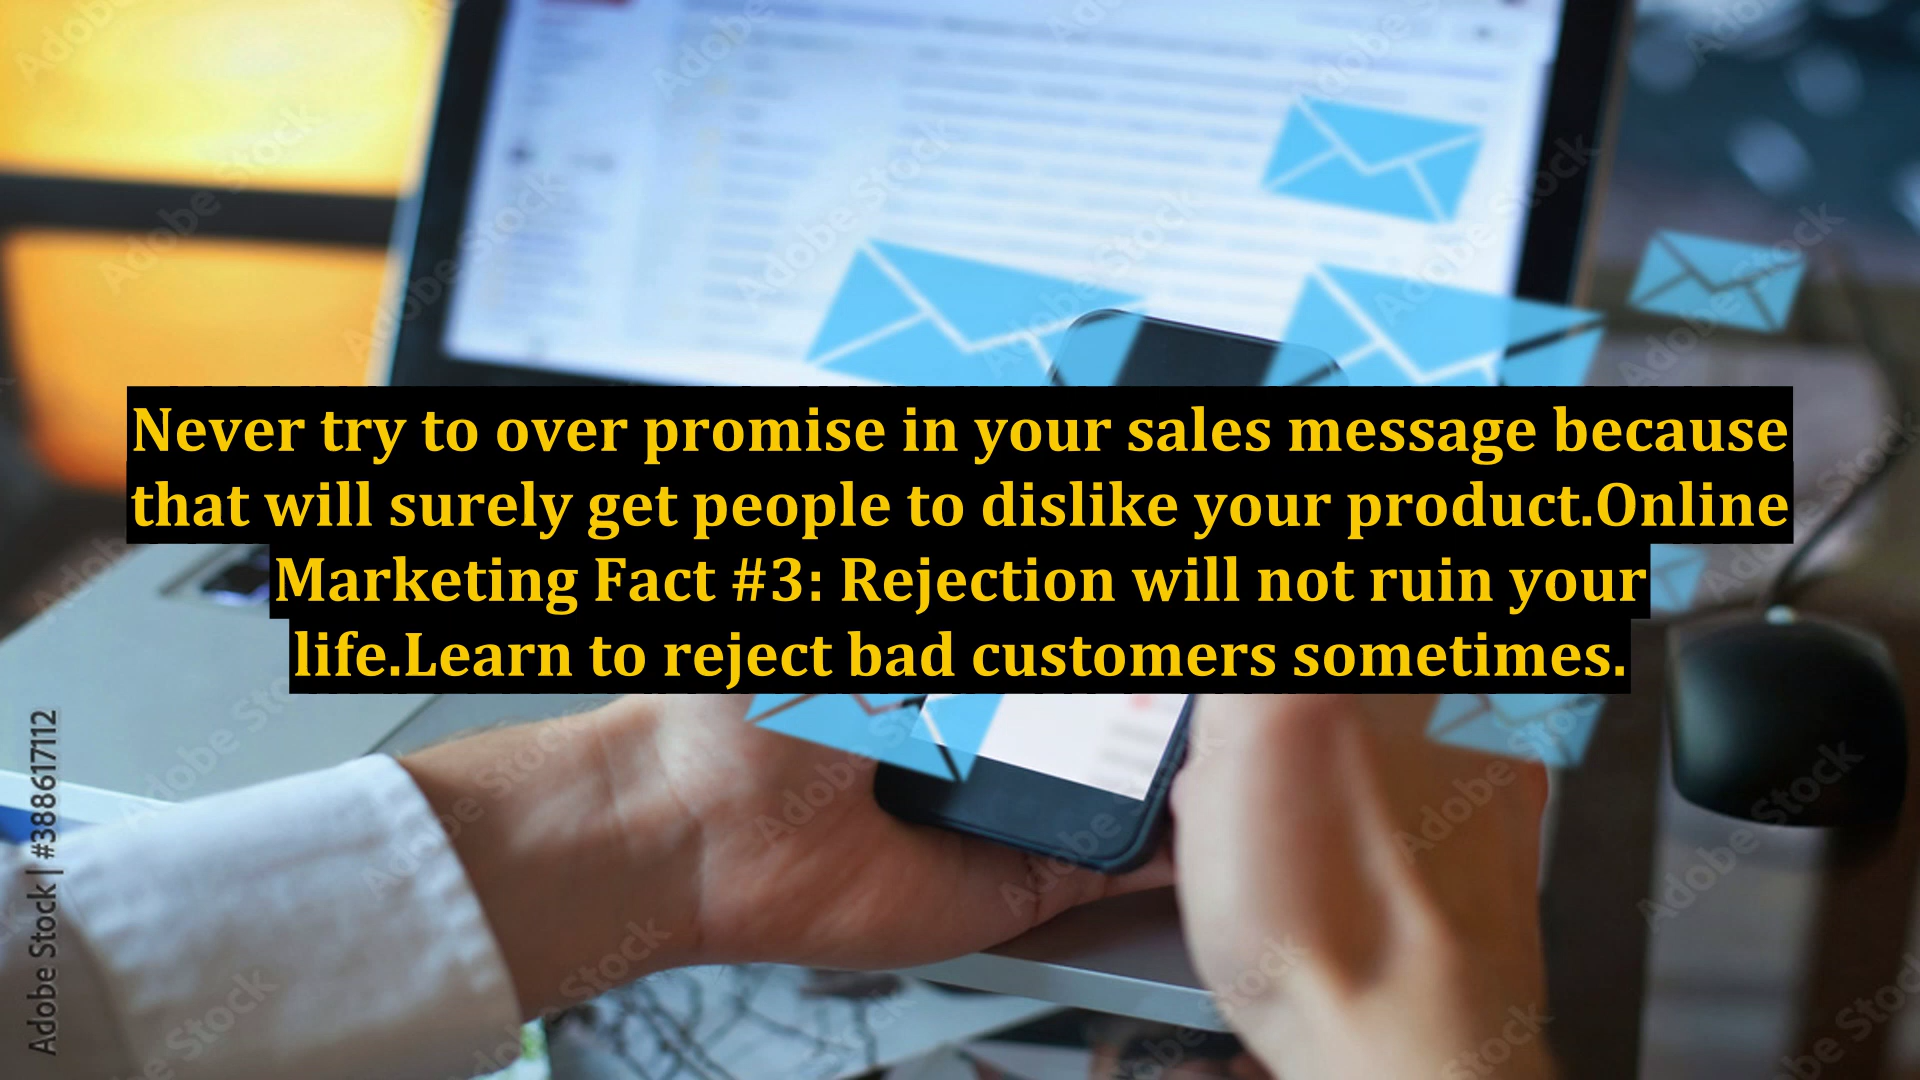 Never try to over promise in your sales message because
that will surely get people to dislike your product.Online
Marketing Fact #3: Rejection will not ruin your
life.Learn to reject bad customers sometimes.
Adobe Stock | #388617112